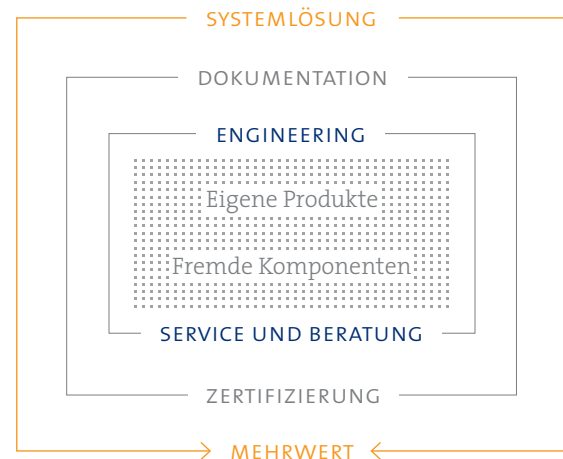 SYSTEMLÖSUNG
DOKUMENTATION
ENGINEERING
Eigene Produkte
Fremde Komponenten
SERVICE UND BERATUNG
ZERTIFIZIERUNG
MEHRWERT